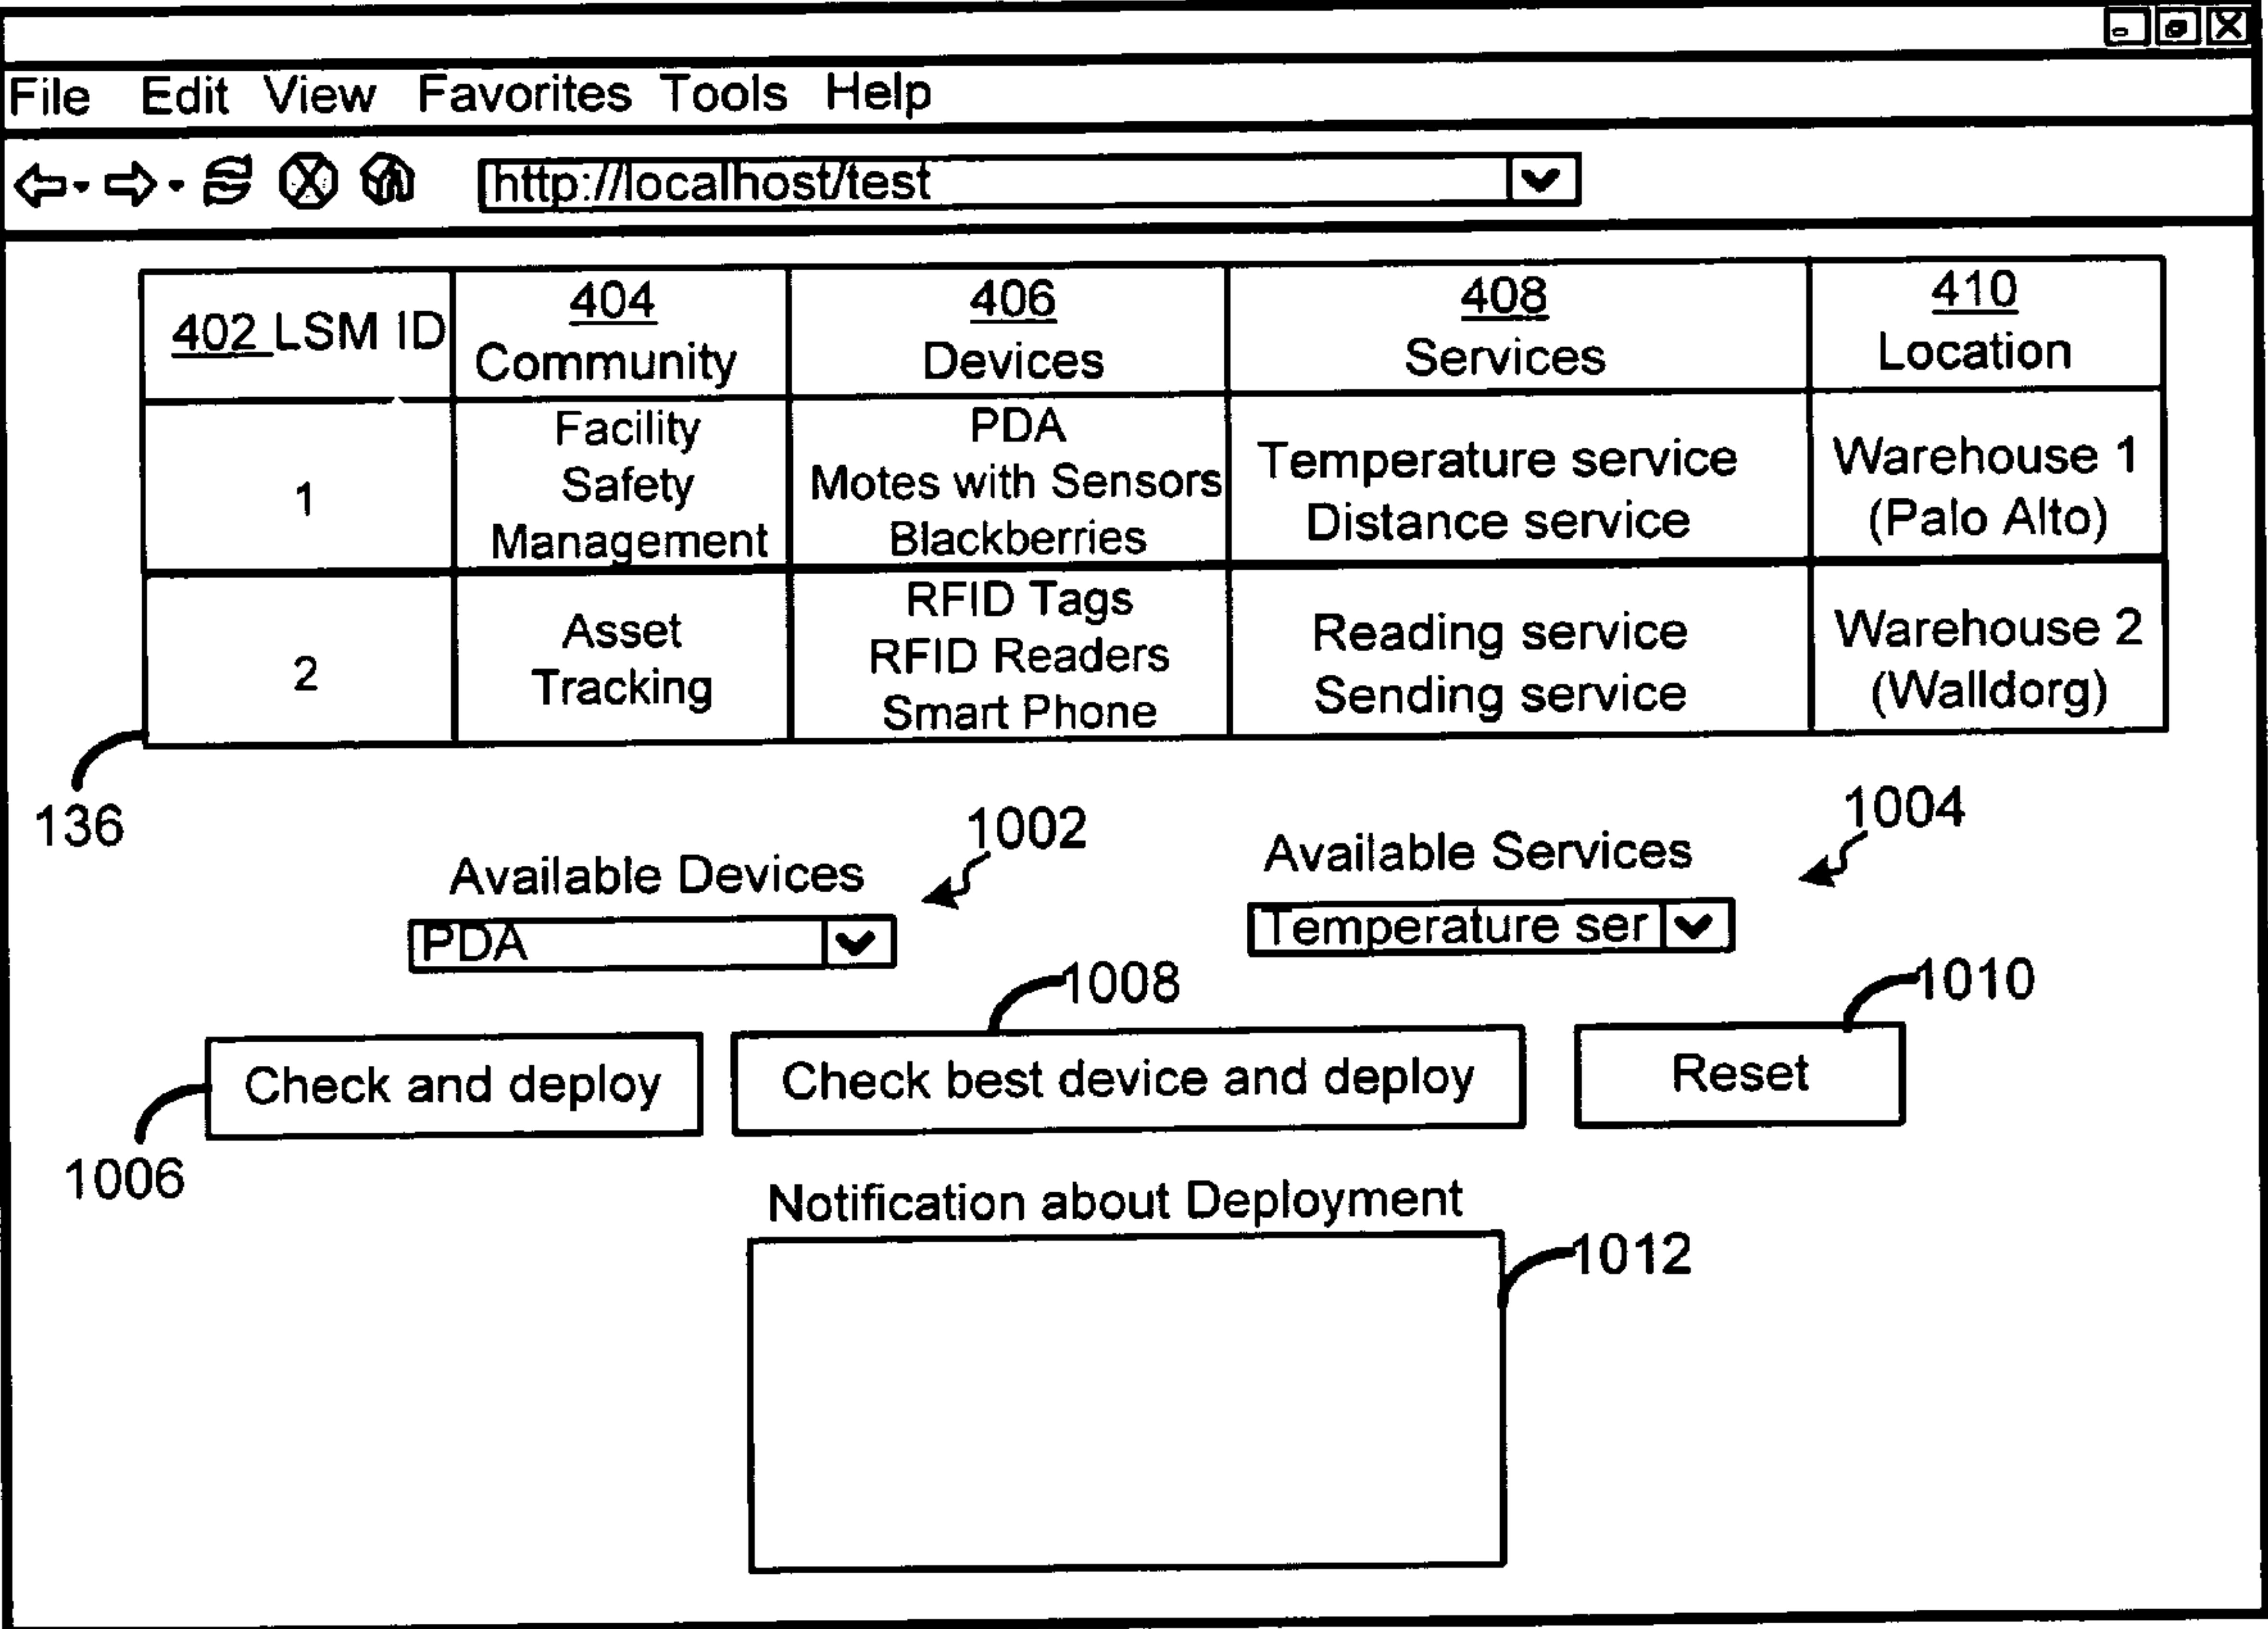 File Edit View Favorites Tools Help
http://localhost/test
402 LSM ID
404
Community
406
Devices
408
Services
410
Location
1
Facility
Safety
Management
PDA
Motes with Sensors
Blackberries
Temperature service
Distance service
Warehouse 1
(Palo Alto)
2
Asset
Tracking
RFID Tags
RFID Readers
Smart Phone
Reading service
Sending service
Warehouse 2
(Walldorg)
136
1002
1004
Available Devices
Available Services
PDA
Temperature ser
1008
1010
Check and deploy
Check best device and deploy
Reset
1006
Notification about Deployment
1012